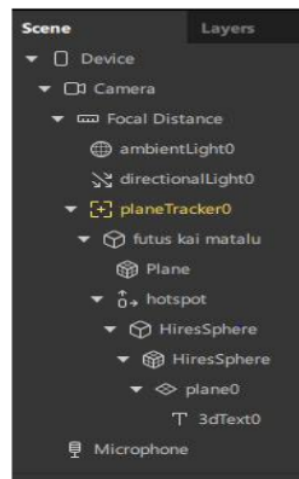 Scene Layers
Device
Camera
Focal Distance
ambientLight0
directionalLight0
planeTracker0
futus kai matalu
Plane
hotspot
HiresSphere
HiresSphere
plane0
3dText0
Microphone